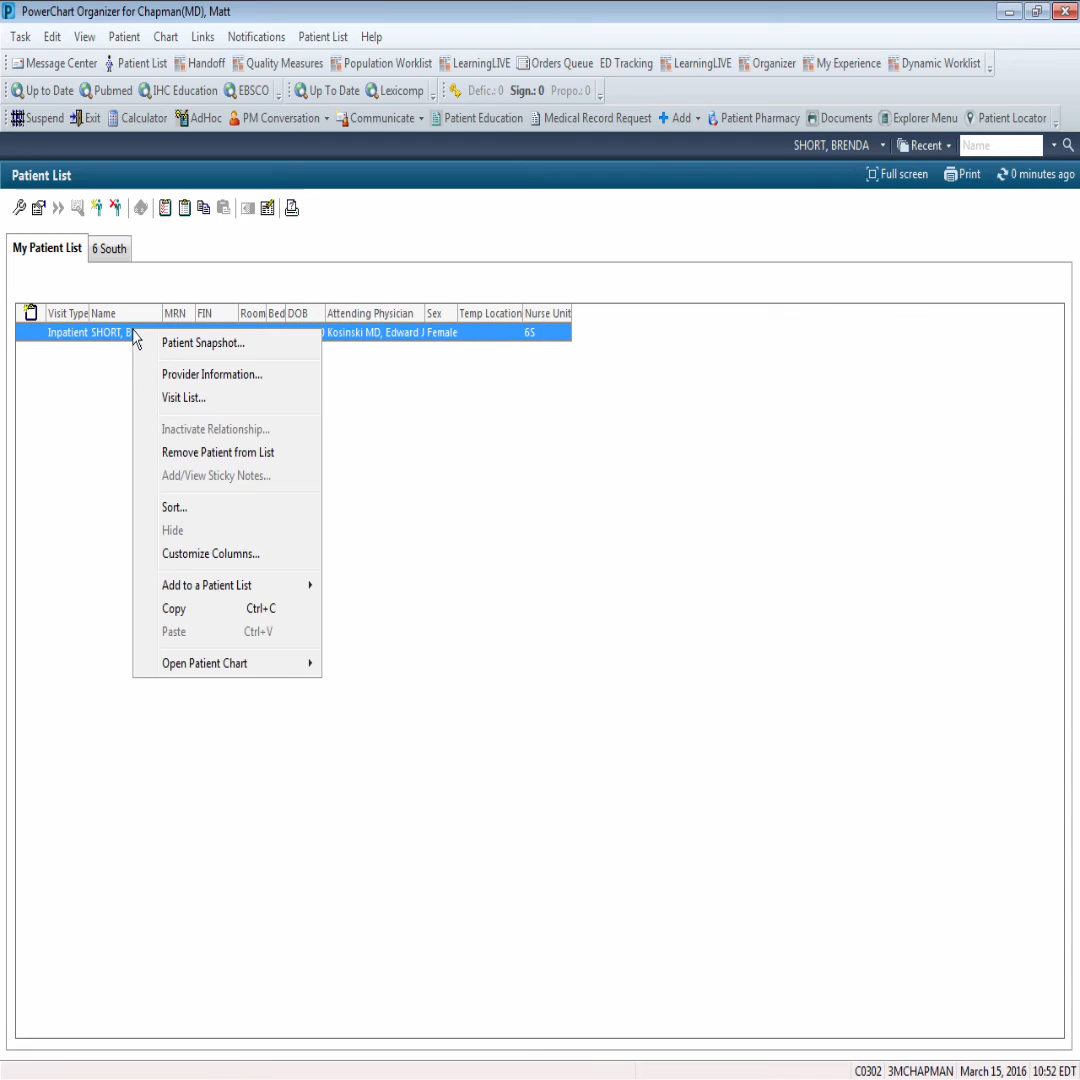 PowerChart Organizer for Chapman(MD), Matt
Task Edit View Patient Chart Links Notifications Patient List Help
Message Center Patient List Handoff Quality Measures Population Worklist LearningLIVE Orders Queue ED Tracking LearningLIVE Organizer My Experience Dynamic Worklist
Up to Date Pubmed IHC Education EBSCO Up To Date Lexicomp Defic.: 0 Sign.: 0 Propo.: 0
Suspend Exit Calculator AdHoc PM Conversation Communicate Patient Education Medical Record Request Add Patient Pharmacy Documents Explorer Menu Patient Locator
SHORT, BRENDA Recent Name
Patient List Full screen Print 0 minutes ago
My Patient List 6 South
Visit Type Name MRN FIN Room Bed DOB Attending Physician Sex Temp Location Nurse Unit
Inpatient SHORT, B Kosinski MD, Edward J Female 6S
Patient Snapshot...
Provider Information...
Visit List...
Inactivate Relationship...
Remove Patient from List
Add/View Sticky Notes...
Sort...
Hide
Customize Columns...
Add to a Patient List
Copy Ctrl+C
Paste Ctrl+V
Open Patient Chart
C0302 3MCHAPMAN March 15, 2016 10:52 EDT